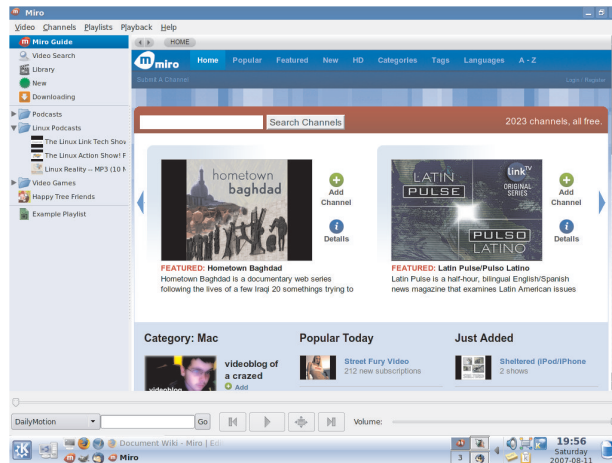 Miro
Video Channels Playlists Playback Help
Miro Guide
Video Search
Library
New
Downloading
Podcasts
Linux Podcasts
The Linux Link Tech Show
The Linux Action Show! F
Linux Reality -- MP3 (10 M
Video Games
Happy Tree Friends
Example Playlist
HOME
miro
Home Popular Featured New HD Categories Tags Languages A - Z
Submit A Channel
Login / Register
Search Channels
2023 channels, all free.
hometown
baghdad
Add
Channel
Details
FEATURED: Hometown Baghdad
Hometown Baghdad is a documentary web series
following the lives of a few Iraqi 20 somethings trying to
LATIN
PULSE
link TV
ORIGINAL
SERIES
PULSO
LATINO
Add
Channel
Details
FEATURED: Latin Pulse/Pulso Latino
Latin Pulse is a half-hour, bilingual English/Spanish
news magazine that examines Latin American issues
Category: Mac
videoblog
videoblog of
a crazed
Add
Popular Today
Street Fury Video
212 new subscriptions
Just Added
Sheltered (iPod/iPhone
2 shows
DailyMotion
Go
Volume:
Document Wiki - Miro | Ed
Miro
3
19:56
Saturday
2007-08-11